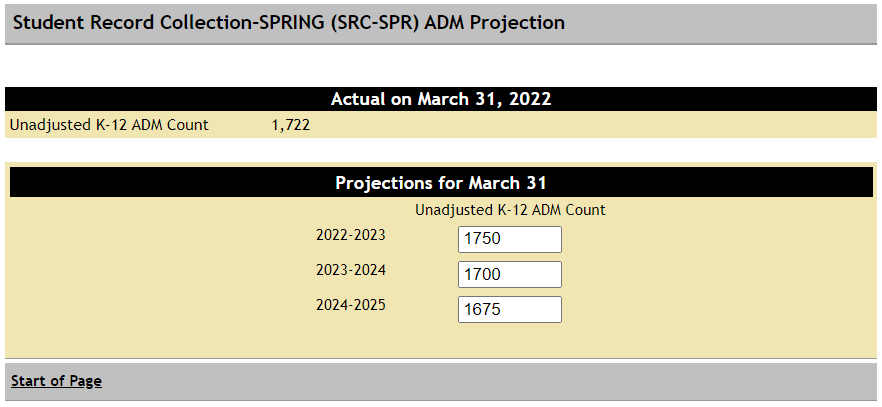 Student Record Collection-SPRING (SRC-SPR) ADM Projection
Actual on March 31, 2022
Unadjusted K-12 ADM Count 1,722
Projections for March 31
Unadjusted K-12 ADM Count
2022-2023 1750
2023-2024 1700
2024-2025 1675
Start of Page